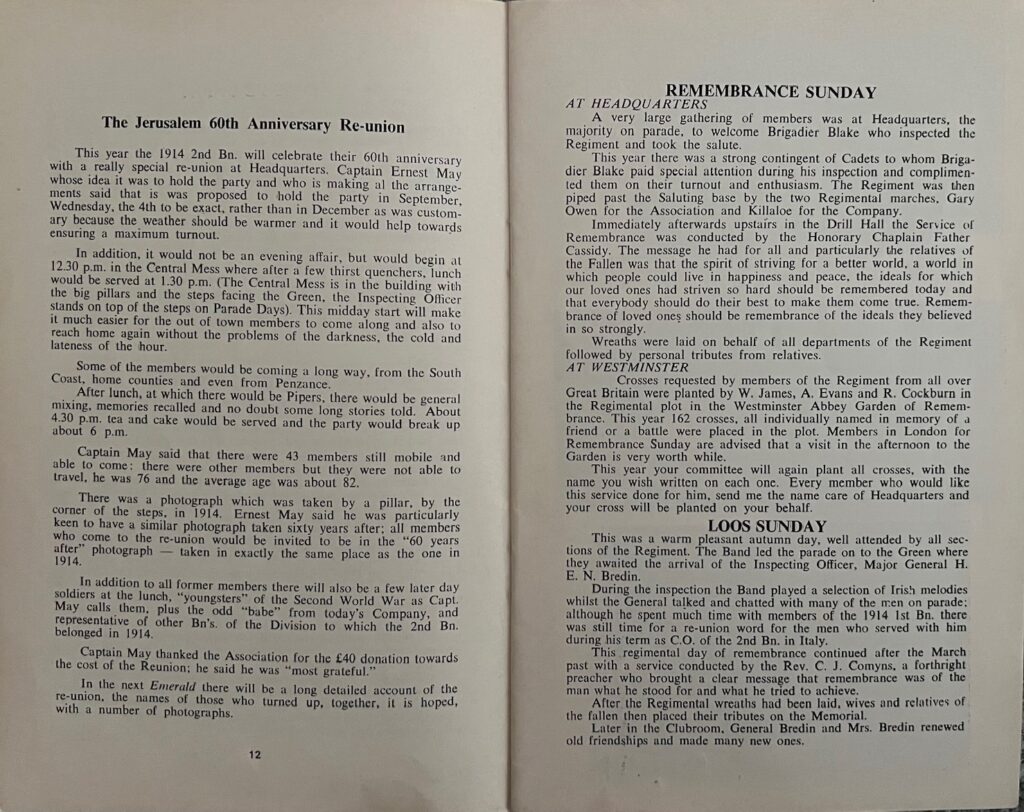 The Jerusalem 60th Anniversary Re-union
This year the 1914 2nd Bn. will celebrate their 60th anniversary
with a really special re-union at Headquarters. Captain Ernest May
whose idea it was to hold the party and who is making al the arrange-
ments said that is was proposed to hold the party in September,
Wednesday, the 4th to be exact, rather than in December as was custom-
ary because the weather should be warmer and it would help towards
ensuring a maximum turnout.
In addition, it would not be an evening affair, but would begin at
12.30 p.m. in the Central Mess where after a few thirst quenchers, lunch
would be served at 1.30 p.m. (The Central Mess is in the building with
the big pillars and the steps facing the Green, the Inspecting Officer
stands on top of the steps on Parade Days). This midday start will make
it much easier for the out of town members to come along and also to
reach home again without the problems of the darkness, the cold and
lateness of the hour.
Some of the members would be coming a long way, from the South
Coast, home counties and even from Penzance.
After lunch, at which there would be Pipers, there would be general
mixing, memories recalled and no doubt some long stories told. About
4.30 p.m. tea and cake would be served and the party would break up
about 6 p.m.
Captain May said that there were 43 members still mobile and
able to come: there were other members but they were not able to
travel, he was 76 and the average age was about 82.
There was a photograph which was taken by a pillar, by the
corner of the steps, in 1914. Ernest May said he was particularly
keen to have a similar photograph taken sixty years after; all members
who come to the re-union would be invited to be in the "60 years
after" photograph — taken in exactly the same place as the one in
1914.
In addition to all former members there will also be a few later day
soldiers at the lunch, "youngsters" of the Second World War as Capt.
May calls them, plus the odd "babe" from today's Company, and
representative of other Bn's. of the Division to which the 2nd Bn.
belonged in 1914.
Captain May thanked the Association for the £40 donation towards
the cost of the Reunion; he said he was "most grateful."
In the next Emerald there will be a long detailed account of the
re-union, the names of those who turned up, together, it is hoped,
with a number of photographs.
12
REMEMBRANCE SUNDAY
AT HEADQUARTERS
A very large gathering of members was at Headquarters, the
majority on parade, to welcome Brigadier Blake who inspected the
Regiment and took the salute.
This year there was a strong contingent of Cadets to whom Briga-
dier Blake paid special attention during his inspection and complimen-
ted them on their turnout and enthusiasm. The Regiment was then
piped past the Saluting base by the two Regimental marches, Gary
Owen for the Association and Killaloe for the Company.
Immediately afterwards upstairs in the Drill Hall the Service of
Remembrance was conducted by the Honorary Chaplain Father
Cassidy. The message he had for all and particularly the relatives of
the Fallen was that the spirit of striving for a better world, a world in
which people could live in happiness and peace, the ideals for which
our loved ones had striven so hard should be remembered today and
that everybody should do their best to make them come true. Remem-
brance of loved ones should be remembrance of the ideals they believed
in so strongly.
Wreaths were laid on behalf of all departments of the Regiment
followed by personal tributes from relatives.
AT WESTMINSTER
Crosses requested by members of the Regiment from all over
Great Britain were planted by W. James, A. Evans and R. Cockburn in
the Regimental plot in the Westminster Abbey Garden of Remem-
brance. This year 162 crosses, all individually named in memory of a
friend or a battle were placed in the plot. Members in London for
Remembrance Sunday are advised that a visit in the afternoon to the
Garden is very worth while.
This year your committee will again plant all crosses, with the
name you wish written on each one. Every member who would like
this service done for him, send me the name care of Headquarters and
your cross will be planted on your behalf.
LOOS SUNDAY
This was a warm pleasant autumn day, well attended by all sec-
tions of the Regiment. The Band led the parade on to the Green where
they awaited the arrival of the Inspecting Officer, Major General H.
E. N. Bredin.
During the inspection the Band played a selection of Irish melodies
whilst the General talked and chatted with many of the men on parade;
although he spent much time with members of the 1914 1st Bn. there
was still time for a re-union word for the men who served with him
during his term as C.O. of the 2nd Bn. in Italy.
This regimental day of remembrance continued after the March
past with a service conducted by the Rev. C. J. Comyns, a forthright
preacher who brought a clear message that remembrance was of the
man what he stood for and what he tried to achieve.
After the Regimental wreaths had been laid, wives and relatives of
the fallen then placed their tributes on the Memorial.
Later in the Clubroom, General Bredin and Mrs. Bredin renewed
old friendships and made many new ones.